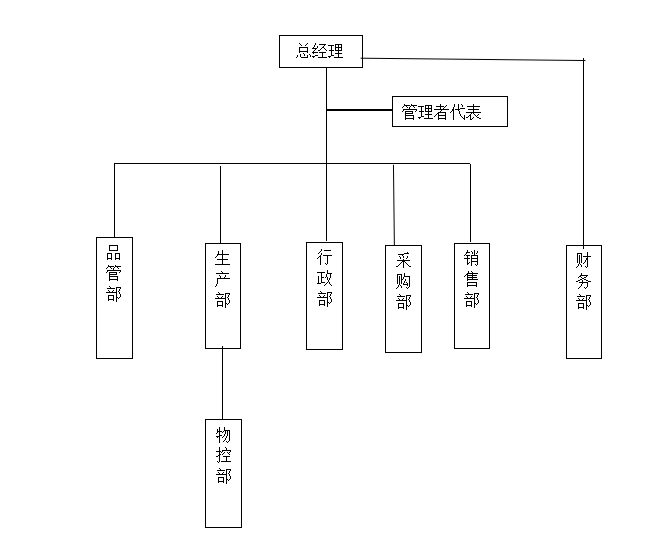 总经理
管理者代表
品管部
生产部
行政部
采购部
销售部
财务部
物控部